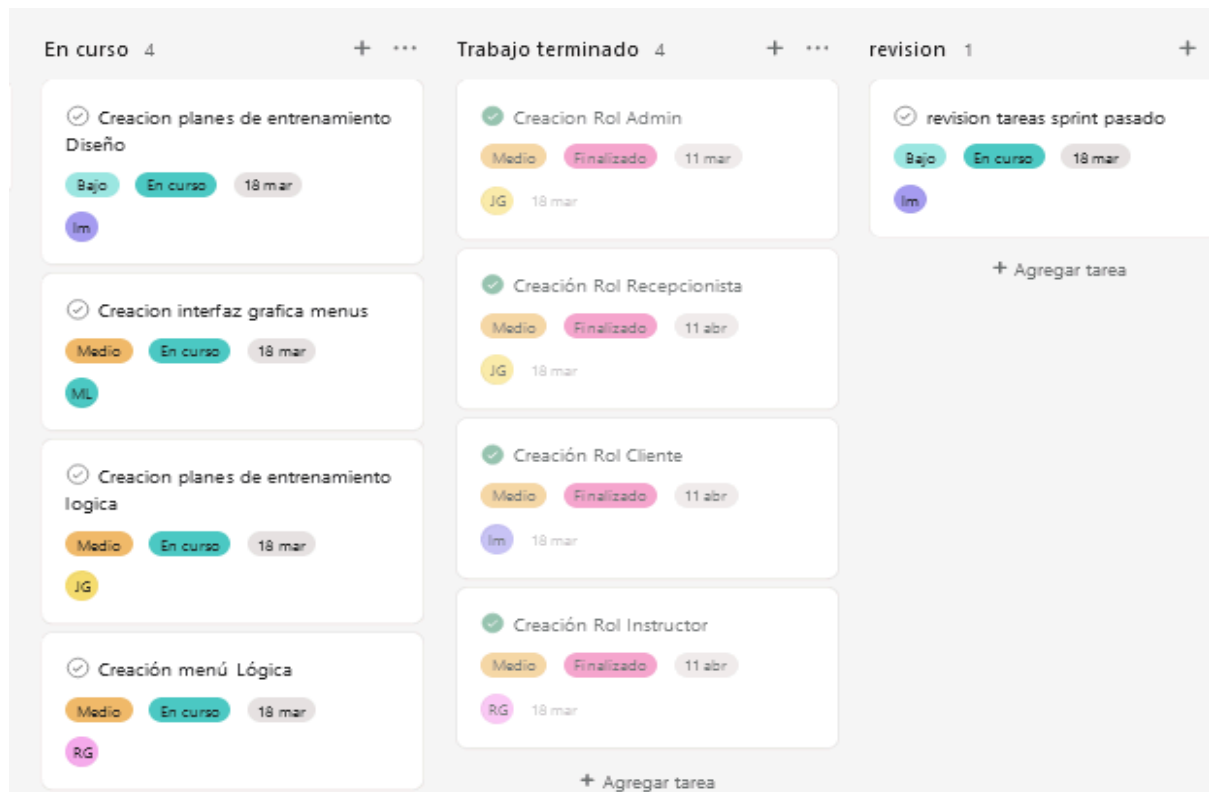 En curso 4
Creacion planes de entrenamiento
Diseño
Bajo En curso 18 mar
Im
Creacion interfaz grafica menus
Medio En curso 18 mar
ML
Creacion planes de entrenamiento
logica
Medio En curso 18 mar
JG
Creación menú Lógica
Medio En curso 18 mar
RG
Trabajo terminado 4
Creacion Rol Admin
Medio Finalizado 11 mar
JG 18 mar
Creación Rol Recepcionista
Medio Finalizado 11 abr
JG 18 mar
Creación Rol Cliente
Medio Finalizado 11 abr
Im 18 mar
Creación Rol Instructor
Medio Finalizado 11 abr
RG 18 mar
+ Agregar tarea
revision 1
revision tareas sprint pasado
Bajo En curso 18 mar
Im
+ Agregar tarea